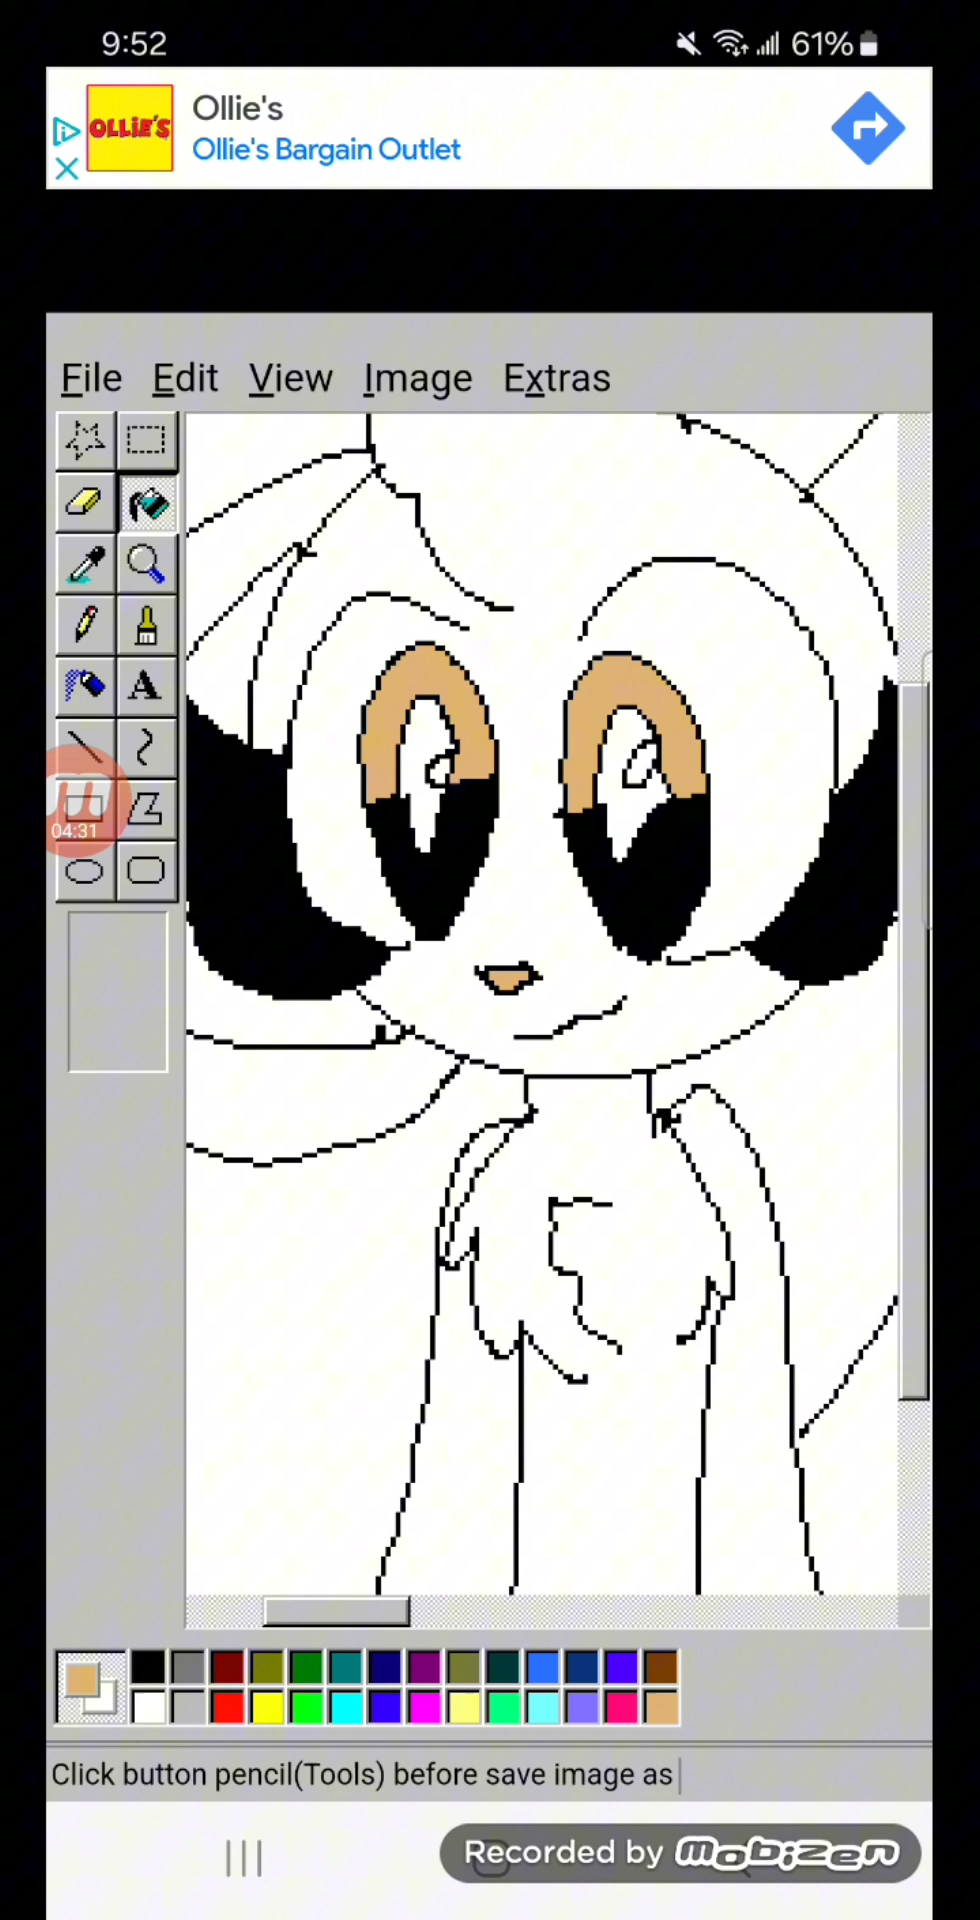 9:52
61%
OLLIE'S
Ollie's
Ollie's Bargain Outlet
File Edit View Image Extras
A
04:31
Click button pencil(Tools) before save image as
Recorded by mobizen